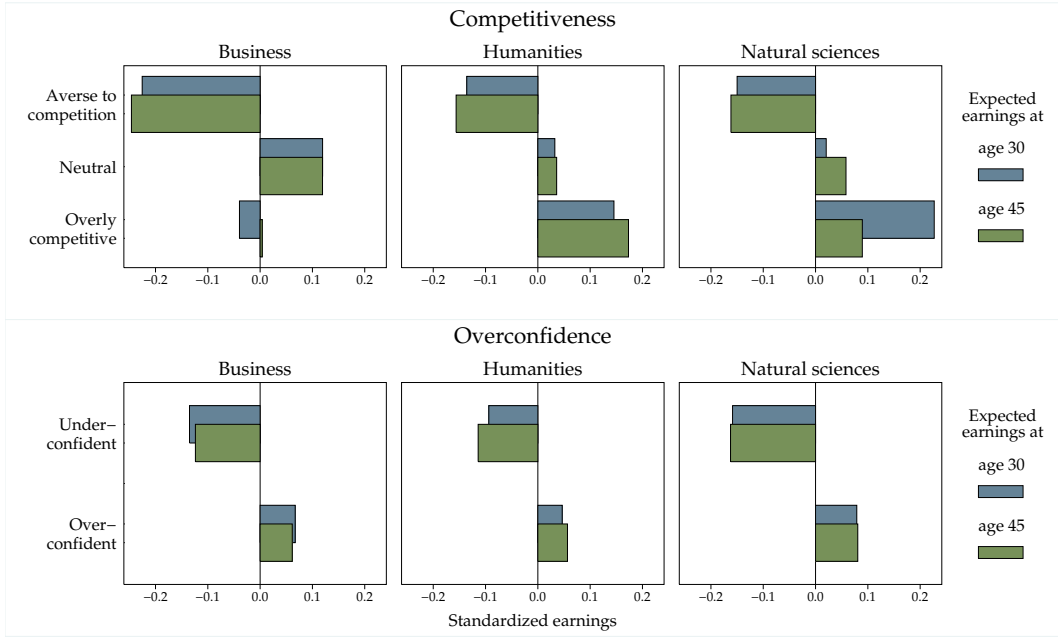 Competitiveness
Business
Humanities
Natural sciences
Averse to
competition
Neutral
Overly
competitive
−0.2 −0.1 0.0 0.1 0.2
−0.2 −0.1 0.0 0.1 0.2
−0.2 −0.1 0.0 0.1 0.2
Expected
earnings at
age 30
age 45
Overconfidence
Business
Humanities
Natural sciences
Under−
confident
Over−
confident
−0.2 −0.1 0.0 0.1 0.2
−0.2 −0.1 0.0 0.1 0.2
−0.2 −0.1 0.0 0.1 0.2
Expected
earnings at
age 30
age 45
Standardized earnings